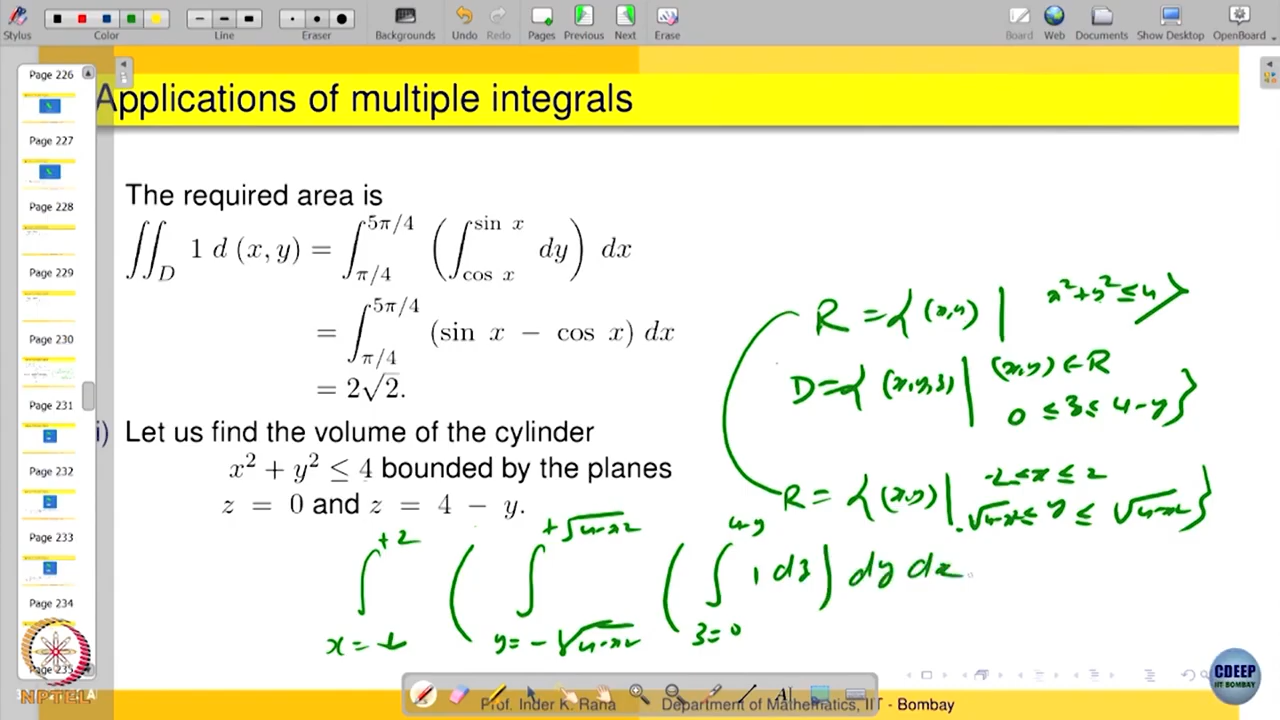 Stylus Color Line Eraser Backgrounds Undo Redo Pages Previous Next Erase Board Web Documents Show Desktop OpenBoard
Page 226
Page 227
Page 228
Page 229
Page 230
Page 231
Page 232
Page 233
Page 234
Page 235
Applications of multiple integrals
The required area is
∬_D 1 d (x, y) = ∫_{π/4}^{5π/4} (∫_{cos x}^{sin x} dy) dx
= ∫_{π/4}^{5π/4} (sin x − cos x) dx
= 2√2.
i) Let us find the volume of the cylinder
x² + y² ≤ 4 bounded by the planes
z = 0 and z = 4 − y.
R = {(x,y) | x²+y² ≤ 4}
D = {(x,y,z) | (x,y) ∈ R
0 ≤ z ≤ 4−y}
R = {(x,y) | -2 ≤ x ≤ 2
-√4-x² ≤ y ≤ √4-x²}
∫_{x=-2}^{+2} ( ∫_{y=-√4-x²}^{+√4-x²} ( ∫_{z=0}^{4-y} 1 dz ) dy dx
NPTEL
CDEEP
IIT BOMBAY
Prof. Inder K. Rana Department of Mathematics, IIT - Bombay